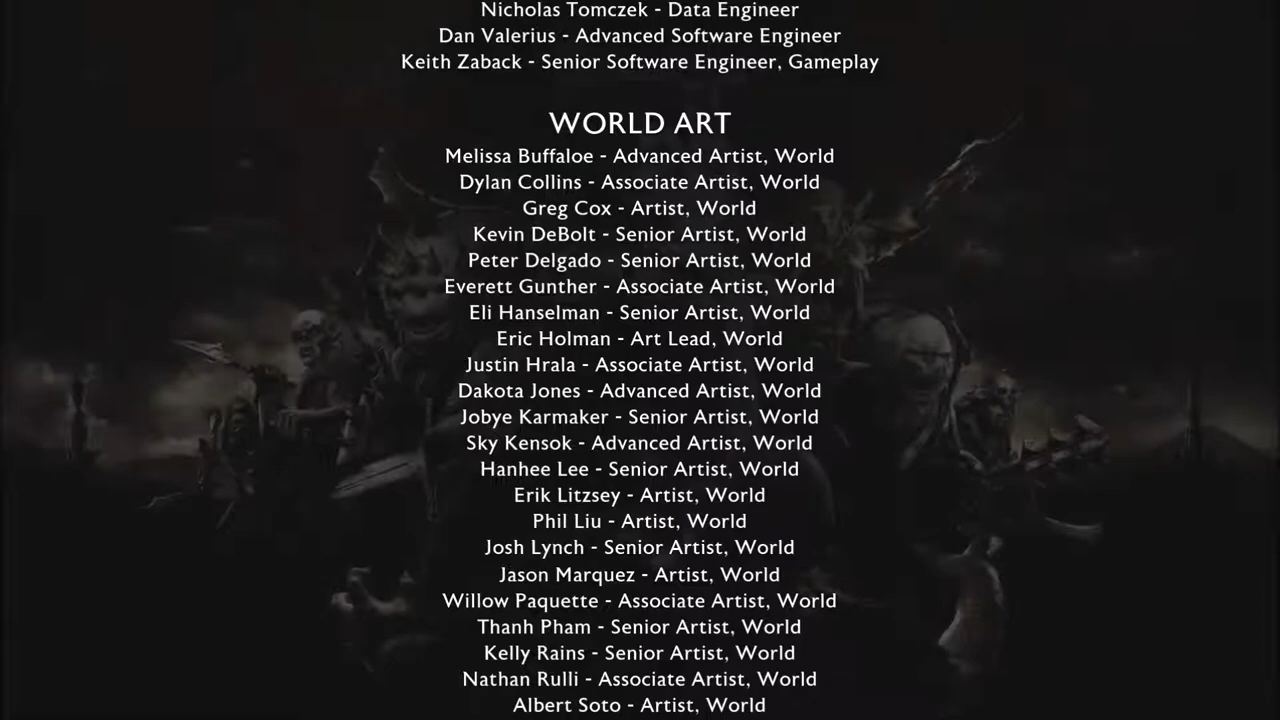 Nicholas Tomczek - Data Engineer
Dan Valerius - Advanced Software Engineer
Keith Zaback - Senior Software Engineer, Gameplay
WORLD ART
Melissa Buffaloe - Advanced Artist, World
Dylan Collins - Associate Artist, World
Greg Cox - Artist, World
Kevin DeBolt - Senior Artist, World
Peter Delgado - Senior Artist, World
Everett Gunther - Associate Artist, World
Eli Hanselman - Senior Artist, World
Eric Holman - Art Lead, World
Justin Hrala - Associate Artist, World
Dakota Jones - Advanced Artist, World
Jobye Karmaker - Senior Artist, World
Sky Kensok - Advanced Artist, World
Hanhee Lee - Senior Artist, World
Erik Litzsey - Artist, World
Phil Liu - Artist, World
Josh Lynch - Senior Artist, World
Jason Marquez - Artist, World
Willow Paquette - Associate Artist, World
Thanh Pham - Senior Artist, World
Kelly Rains - Senior Artist, World
Nathan Rulli - Associate Artist, World
Albert Soto - Artist, World